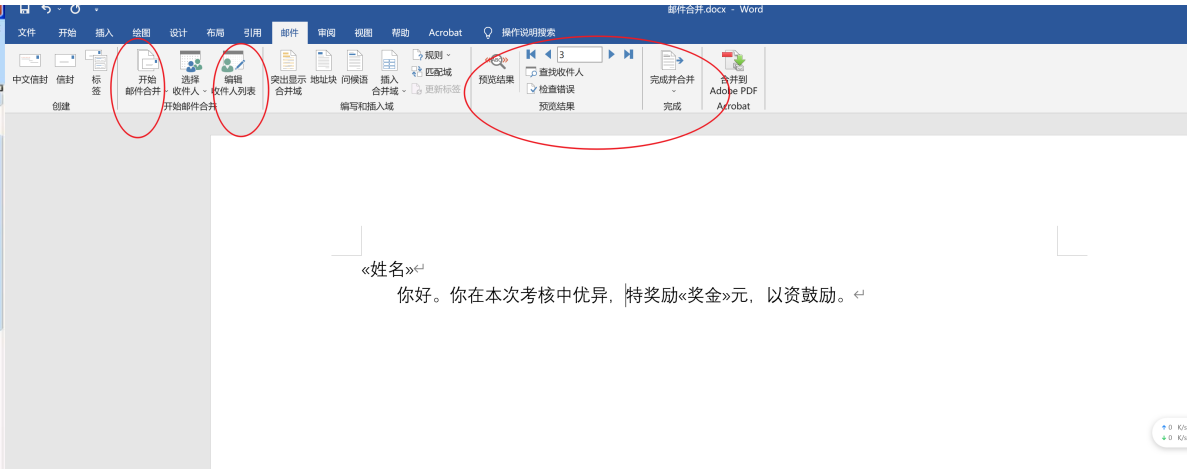 邮件合并.docx - Word
文件 开始 插入 绘图 设计 布局 引用 邮件 审阅 视图 帮助 Acrobat 操作说明搜索
中文信封 信封 标签
创建
开始邮件合并 选择收件人 编辑收件人列表
开始邮件合并
突出显示合并域 地址块 问候语 插入合并域
规则
匹配域
更新标签
编写和插入域
«ABC»
预览结果
3
查找收件人
检查错误
预览结果
完成并合并
完成
合并到Adobe PDF
Acrobat
«姓名»
你好。你在本次考核中优异，特奖励«奖金»元，以资鼓励。
0 K/s
0 K/s